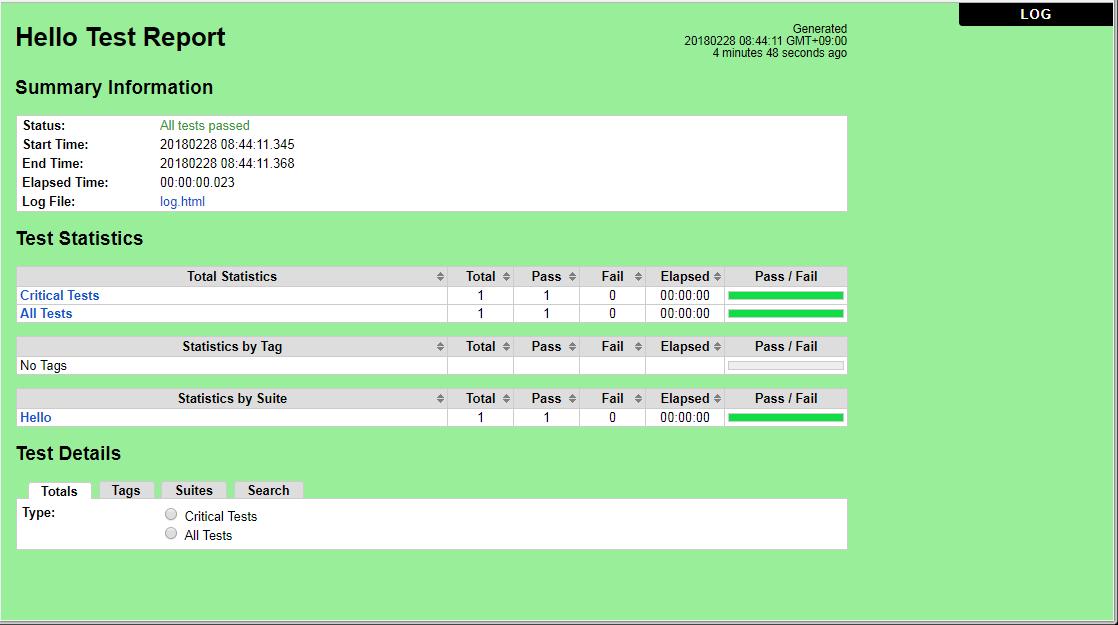 LOG
Hello Test Report
Generated
20180228 08:44:11 GMT+09:00
4 minutes 48 seconds ago
Summary Information
Status: All tests passed
Start Time: 20180228 08:44:11.345
End Time: 20180228 08:44:11.368
Elapsed Time: 00:00:00.023
Log File: log.html
Test Statistics
Total Statistics Total Pass Fail Elapsed Pass / Fail
Critical Tests 1 1 0 00:00:00
All Tests 1 1 0 00:00:00
Statistics by Tag Total Pass Fail Elapsed Pass / Fail
No Tags
Statistics by Suite Total Pass Fail Elapsed Pass / Fail
Hello 1 1 0 00:00:00
Test Details
Totals Tags Suites Search
Type: Critical Tests
All Tests